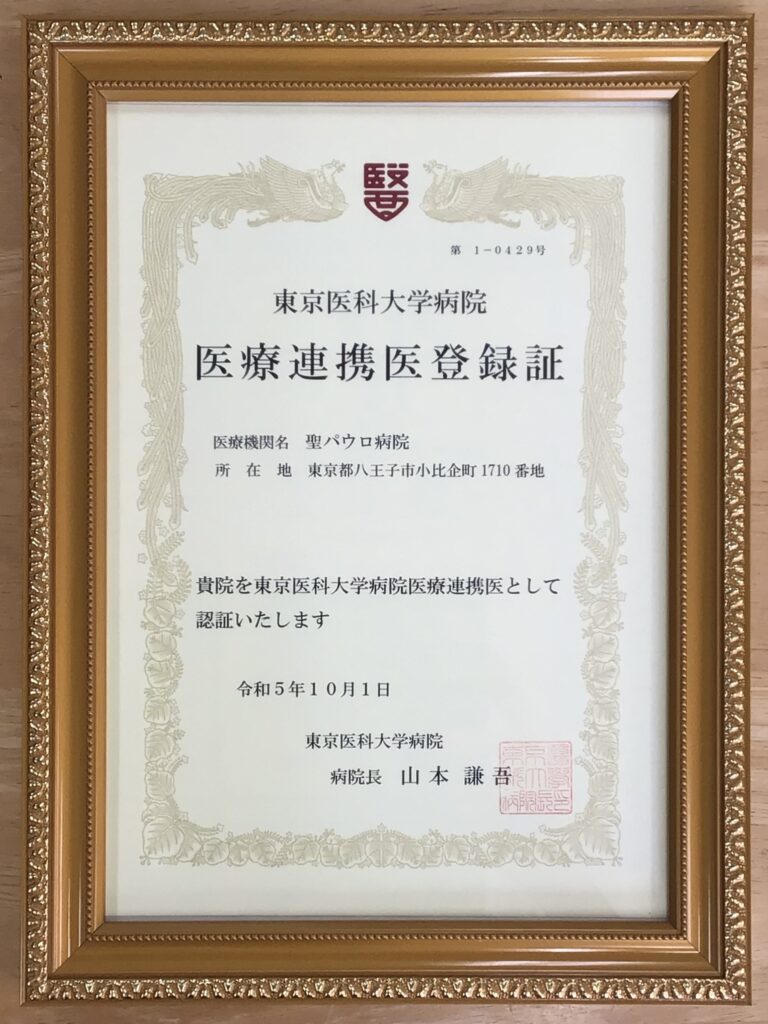 醫
第 1-0429号
東京医科大学病院
医療連携医登録証
医療機関名 聖パウロ病院
所在地 東京都八王子市小比企町1710番地
貴院を東京医科大学病院医療連携医として
認証いたします
令和5年10月1日
東京医科大学病院
病院長 山本 謙吾